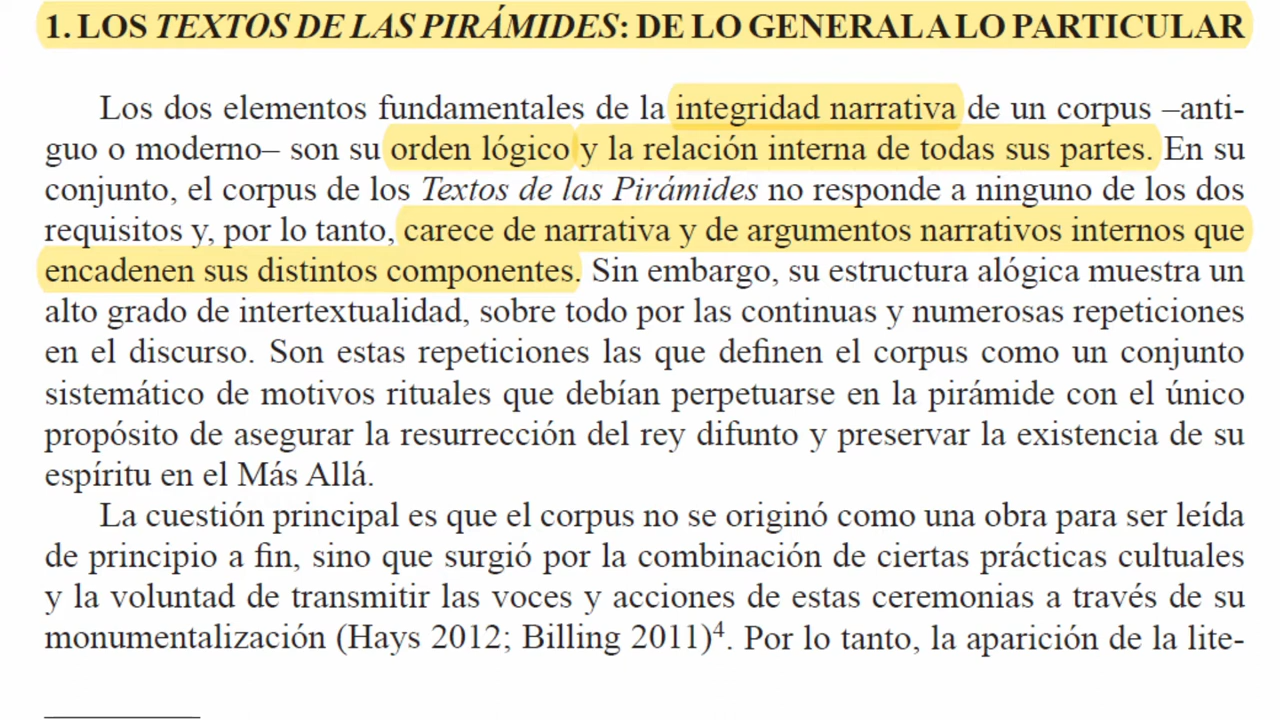 1. LOS TEXTOS DE LAS PIRÁMIDES: DE LO GENERAL A LO PARTICULAR
Los dos elementos fundamentales de la integridad narrativa de un corpus –anti-
guo o moderno– son su orden lógico y la relación interna de todas sus partes. En su
conjunto, el corpus de los Textos de las Pirámides no responde a ninguno de los dos
requisitos y, por lo tanto, carece de narrativa y de argumentos narrativos internos que
encadenen sus distintos componentes. Sin embargo, su estructura alógica muestra un
alto grado de intertextualidad, sobre todo por las continuas y numerosas repeticiones
en el discurso. Son estas repeticiones las que definen el corpus como un conjunto
sistemático de motivos rituales que debían perpetuarse en la pirámide con el único
propósito de asegurar la resurrección del rey difunto y preservar la existencia de su
espíritu en el Más Allá.
La cuestión principal es que el corpus no se originó como una obra para ser leída
de principio a fin, sino que surgió por la combinación de ciertas prácticas cultuales
y la voluntad de transmitir las voces y acciones de estas ceremonias a través de su
monumentalización (Hays 2012; Billing 2011)⁴. Por lo tanto, la aparición de la lite-